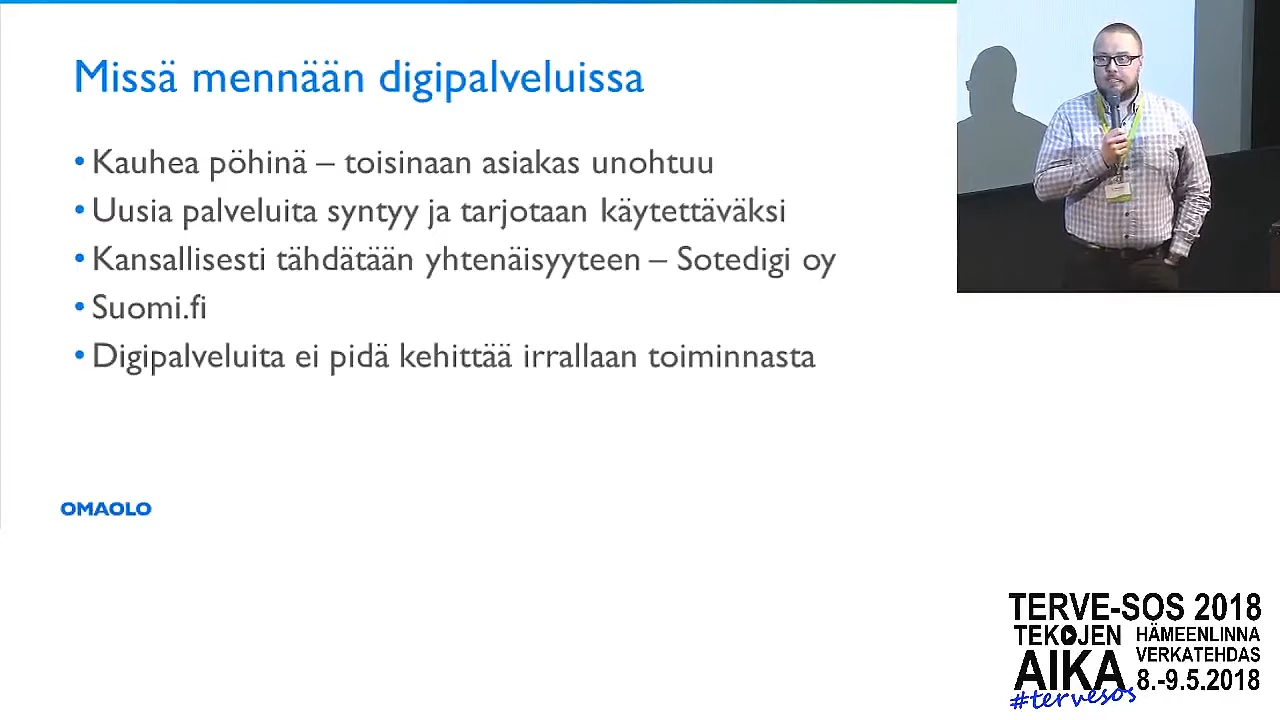 Missä mennään digipalveluissa
• Kauhea pöhinä – toisinaan asiakas unohtuu
• Uusia palveluita syntyy ja tarjotaan käytettäväksi
• Kansallisesti tähdätään yhtenäisyyteen – Sotedigi oy
• Suomi.fi
• Digipalveluita ei pidä kehittää irrallaan toiminnasta
OMAOLO
TERVE-SOS 2018
TEKOJEN
AIKA
HÄMEENLINNA
VERKATEHDAS
8.-9.5.2018
#tervesos